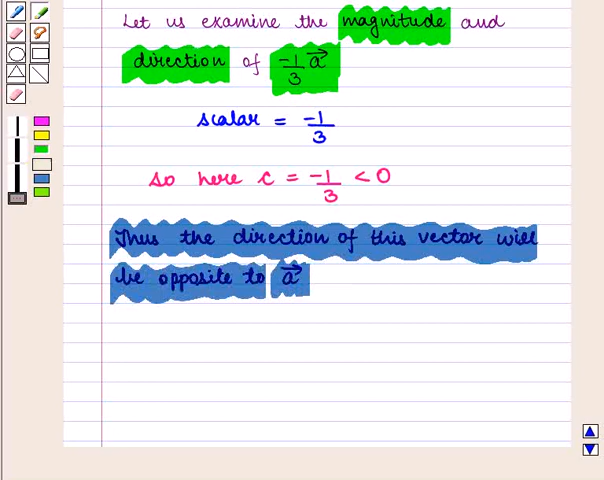 Let us examine the magnitude and
direction of -1/3 a⃗
scalar = -1/3
so here c = -1/3 < 0
Thus the direction of this vector will
be opposite to a⃗